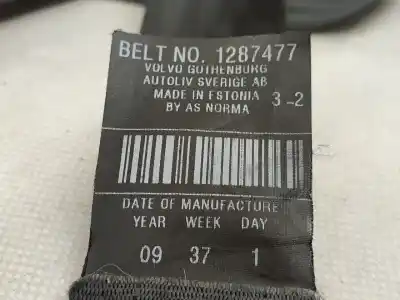 BELT NO. 1287477
VOLVO GOTHENBURG
AUTOLIV SVERIGE AB
MADE IN ESTONIA 3-2
BY AS NORMA
DATE OF MANUFACTURE
YEAR WEEK DAY
09 37 1